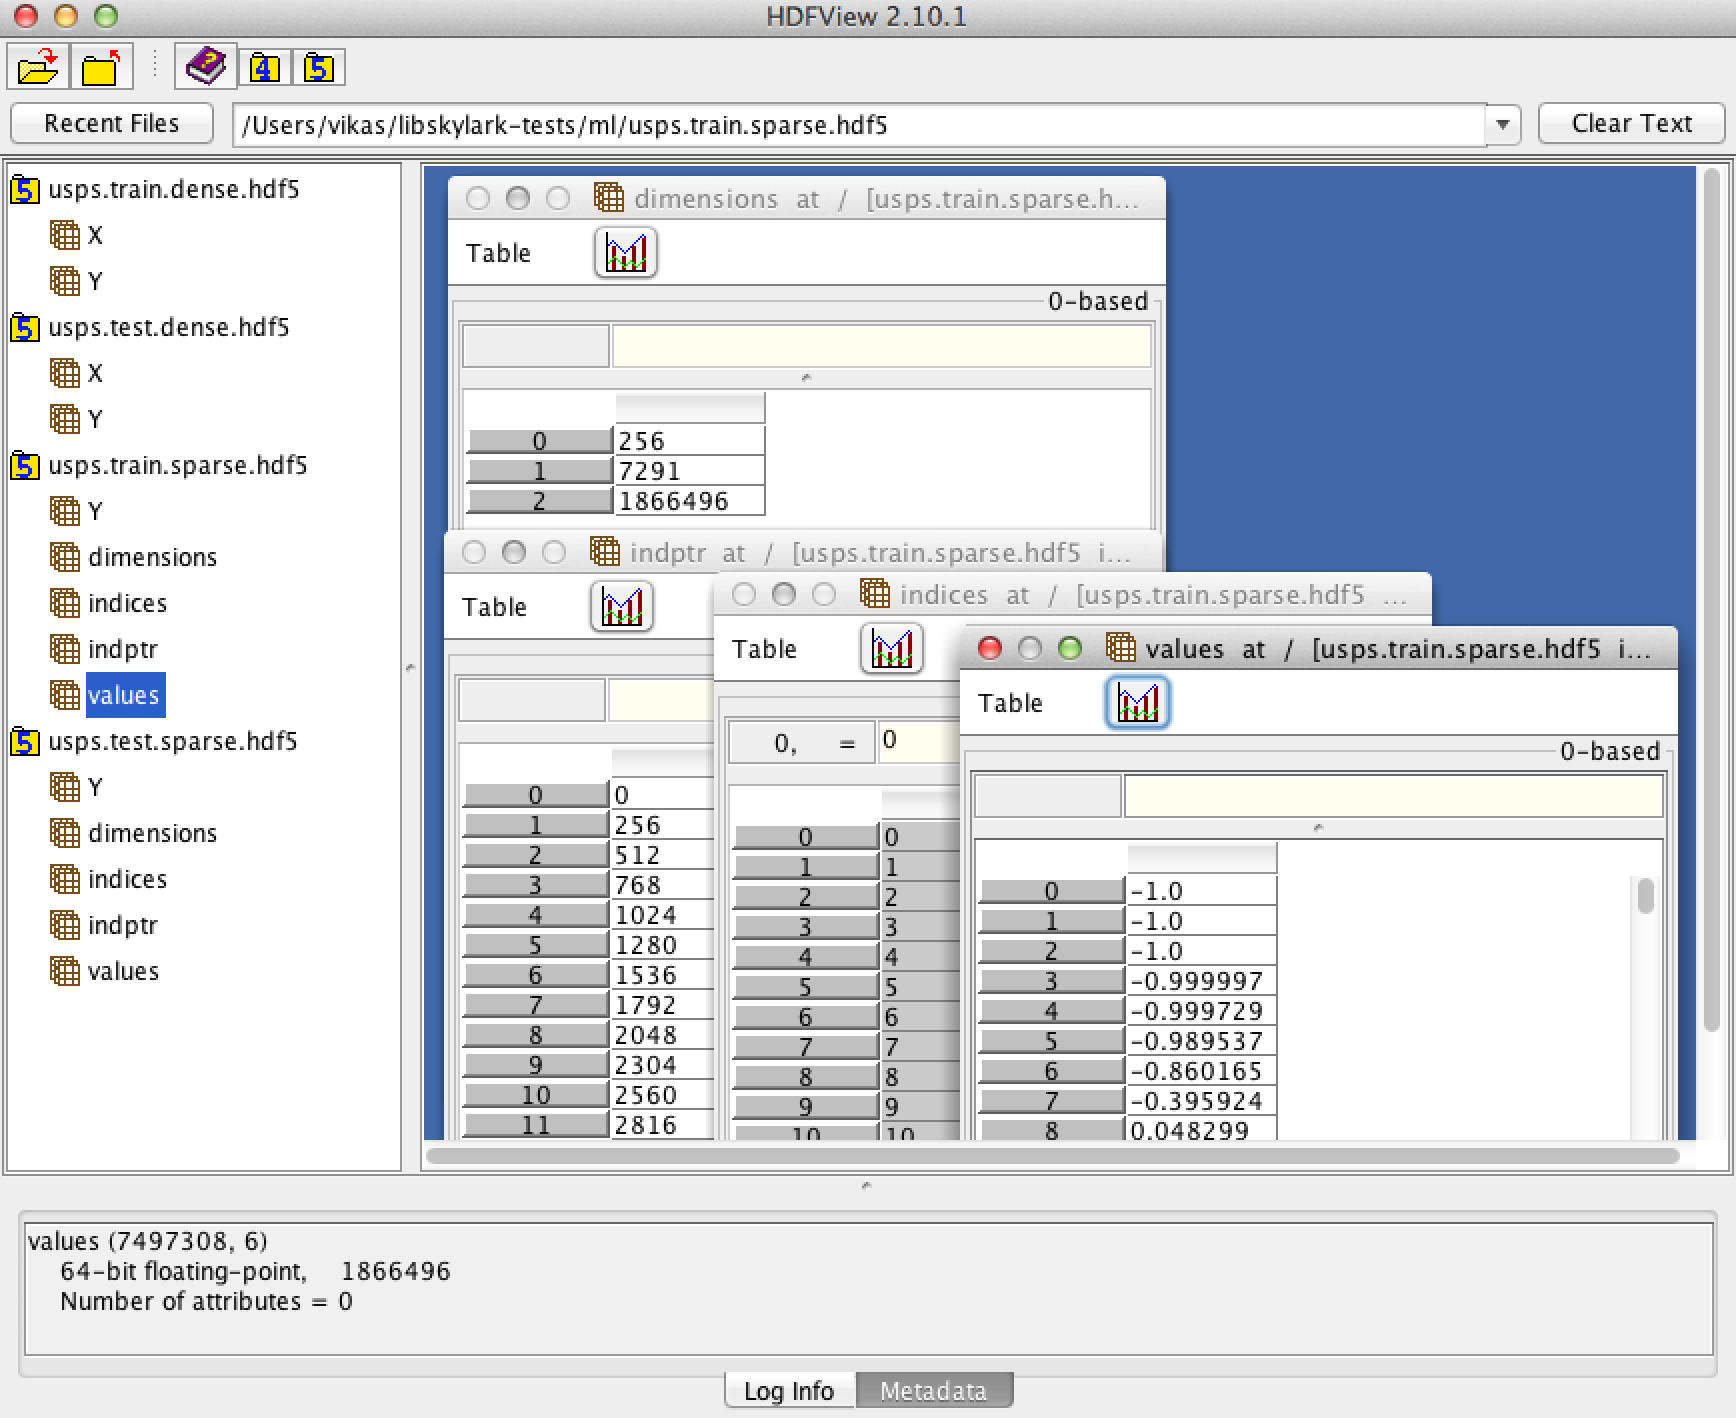 HDFView 2.10.1
4 5
Recent Files /Users/vikas/libskylark-tests/ml/usps.train.sparse.hdf5 Clear Text
5 usps.train.dense.hdf5
X
Y
5 usps.test.dense.hdf5
X
Y
5 usps.train.sparse.hdf5
Y
dimensions
indices
indptr
values
5 usps.test.sparse.hdf5
Y
dimensions
indices
indptr
values
dimensions at / [usps.train.sparse.h...
Table
0-based
0 256
1 7291
2 1866496
indptr at / [usps.train.sparse.hdf5 i...
Table
0 0
1 256
2 512
3 768
4 1024
5 1280
6 1536
7 1792
8 2048
9 2304
10 2560
11 2816
indices at / [usps.train.sparse.hdf5 ...
Table
0, = 0
0 0
1 1
2 2
3 3
4 4
5 5
6 6
7 7
8 8
9 9
10 10
values at / [usps.train.sparse.hdf5 i...
Table
0-based
0 -1.0
1 -1.0
2 -1.0
3 -0.999997
4 -0.999729
5 -0.989537
6 -0.860165
7 -0.395924
8 0.048299
values (7497308, 6)
64-bit floating-point, 1866496
Number of attributes = 0
Log Info Metadata